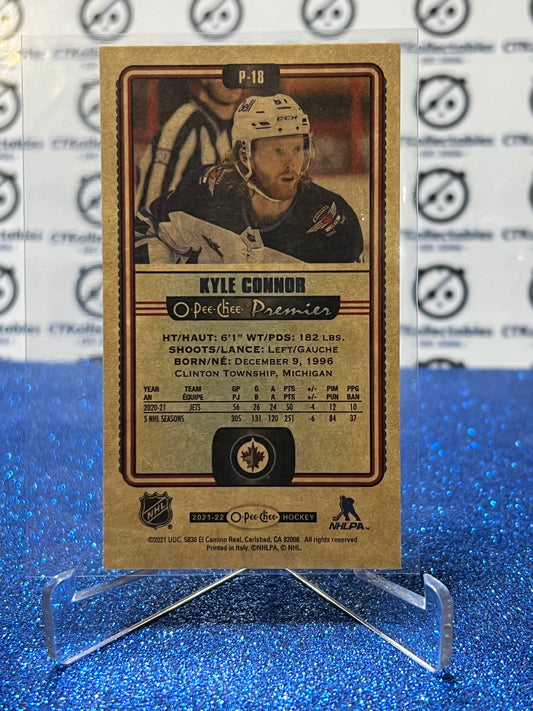 P-18
81
CCM
KYLE CONNOR
O-Pee-Chee Premier
HT/HAUT: 6'1" WT/PDS: 182 LBS.
SHOOTS/LANCE: LEFT/GAUCHE
BORN/NÉ: DECEMBER 9, 1996
CLINTON TOWNSHIP, MICHIGAN
YEAR TEAM GP G A PTS +/- PIM PPG
AN ÉQUIPE PJ B A PTS +/- PUN BAN
2020-21 JETS 56 26 24 50 -4 12 10
5 NHL SEASONS 305 131 120 251 -6 84 37
NHL 2021-22 O-Pee-Chee HOCKEY NHLPA
©2021 UDC. 5830 El Camino Real, Carlsbad, CA 92008. All rights reserved.
Printed in Italy. ©NHLPA. © NHL.
CTKcollectables